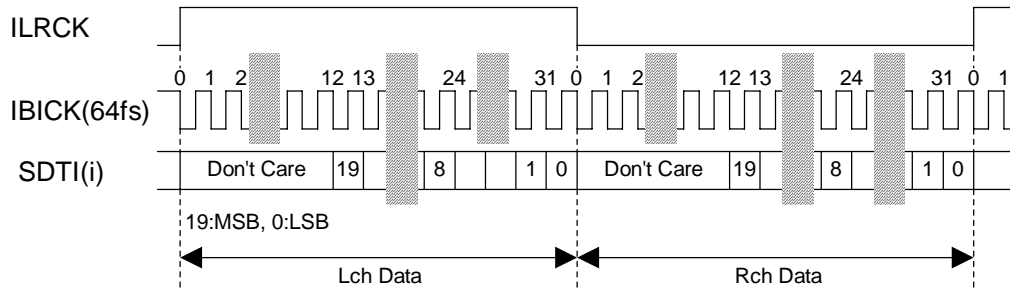 ILRCK
0 1 2 12 13 24 31 0 1 2 12 13 24 31 0 1
IBICK(64fs)
SDTI(i) Don't Care 19 8 1 0 Don't Care 19 8 1 0
19:MSB, 0:LSB
Lch Data Rch Data